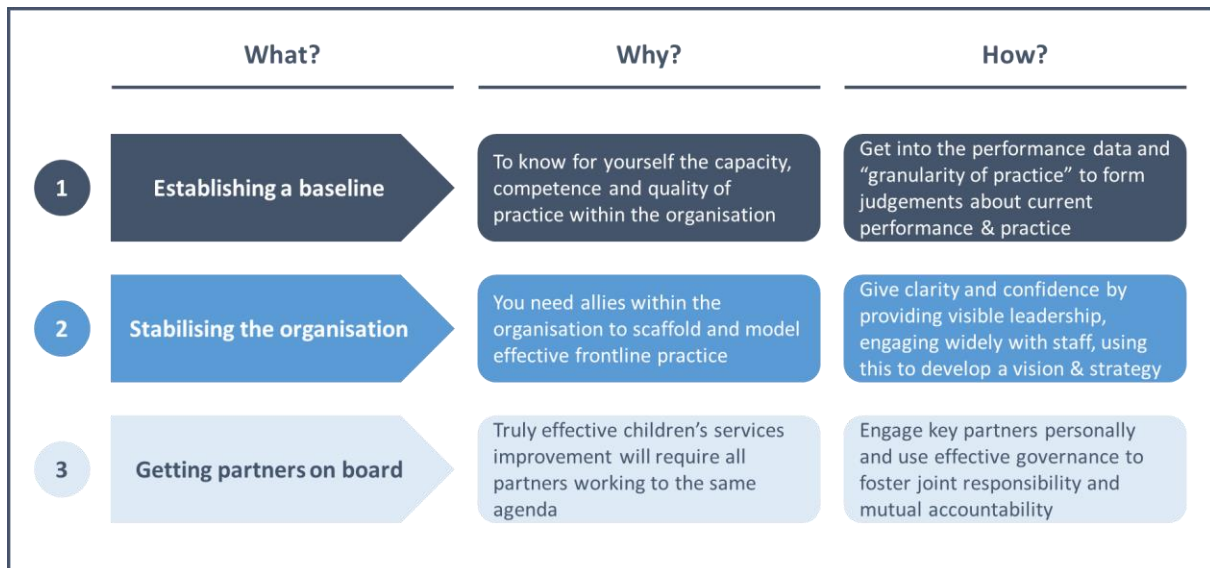 What?
Why?
How?
1
Establishing a baseline
To know for yourself the capacity,
competence and quality of
practice within the organisation
Get into the performance data and
“granularity of practice” to form
judgements about current
performance & practice
2
Stabilising the organisation
You need allies within the
organisation to scaffold and model
effective frontline practice
Give clarity and confidence by
providing visible leadership,
engaging widely with staff, using
this to develop a vision & strategy
3
Getting partners on board
Truly effective children’s services
improvement will require all
partners working to the same
agenda
Engage key partners personally
and use effective governance to
foster joint responsibility and
mutual accountability